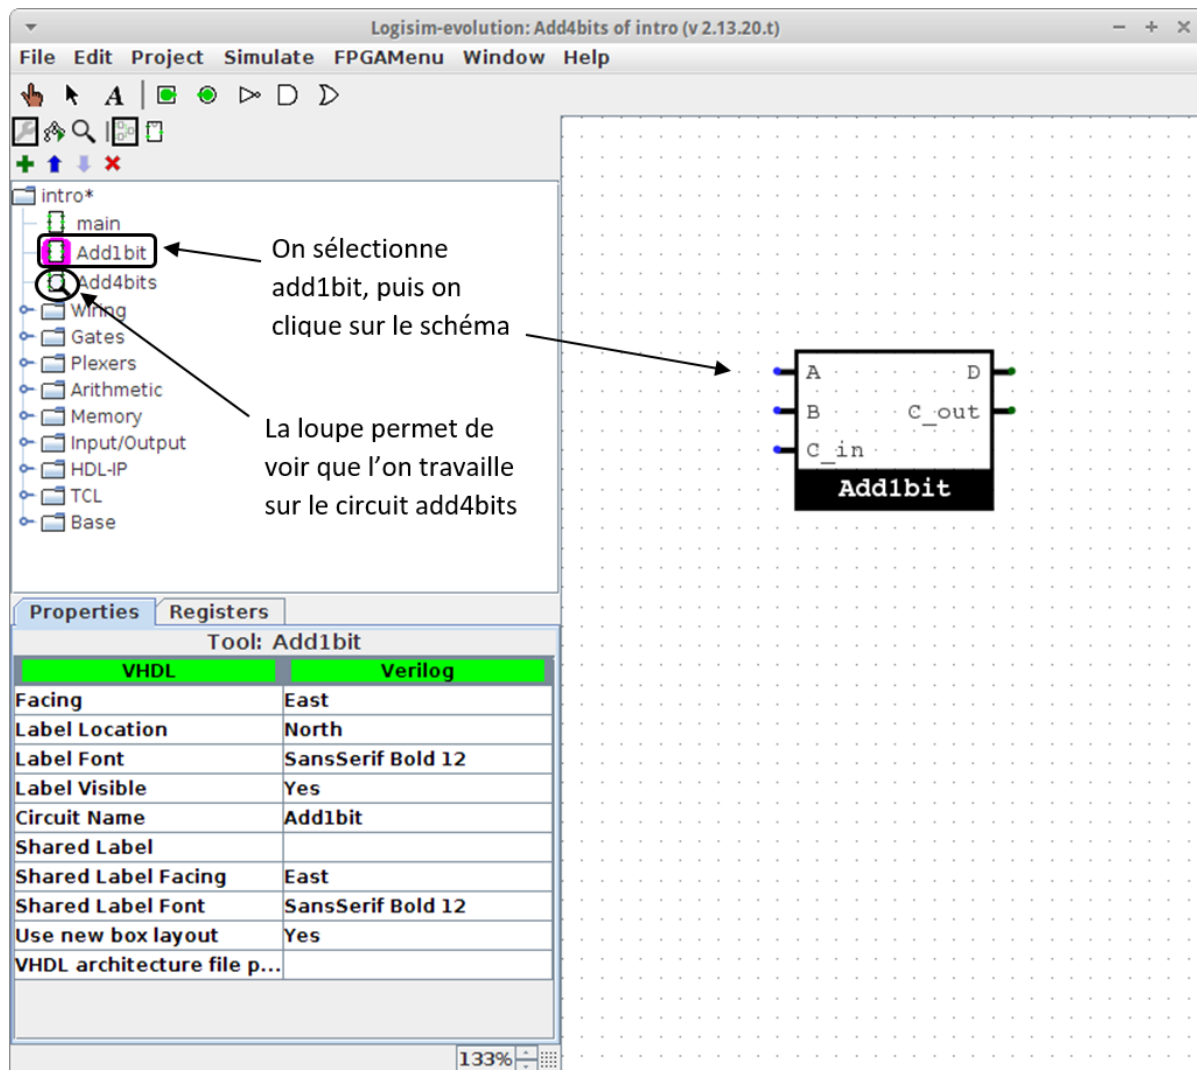 Logisim-evolution: Add4bits of intro (v 2.13.20.t)
File Edit Project Simulate FPGAMenu Window Help
A
intro*
main
Add1bit
Add4bits
Wiring
Gates
Plexers
Arithmetic
Memory
Input/Output
HDL-IP
TCL
Base
On sélectionne
add1bit, puis on
clique sur le schéma
La loupe permet de
voir que l’on travaille
sur le circuit add4bits
A D
B C_out
C_in
Add1bit
Properties Registers
Tool: Add1bit
VHDL Verilog
Facing East
Label Location North
Label Font SansSerif Bold 12
Label Visible Yes
Circuit Name Add1bit
Shared Label
Shared Label Facing East
Shared Label Font SansSerif Bold 12
Use new box layout Yes
VHDL architecture file p...
133%